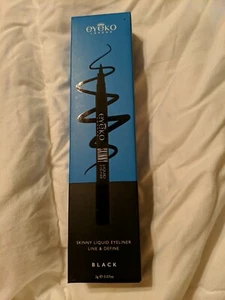 eyeko
LONDON
eyeko
SKINNY LIQUID EYELINER
LINE & DEFINE
BLACK